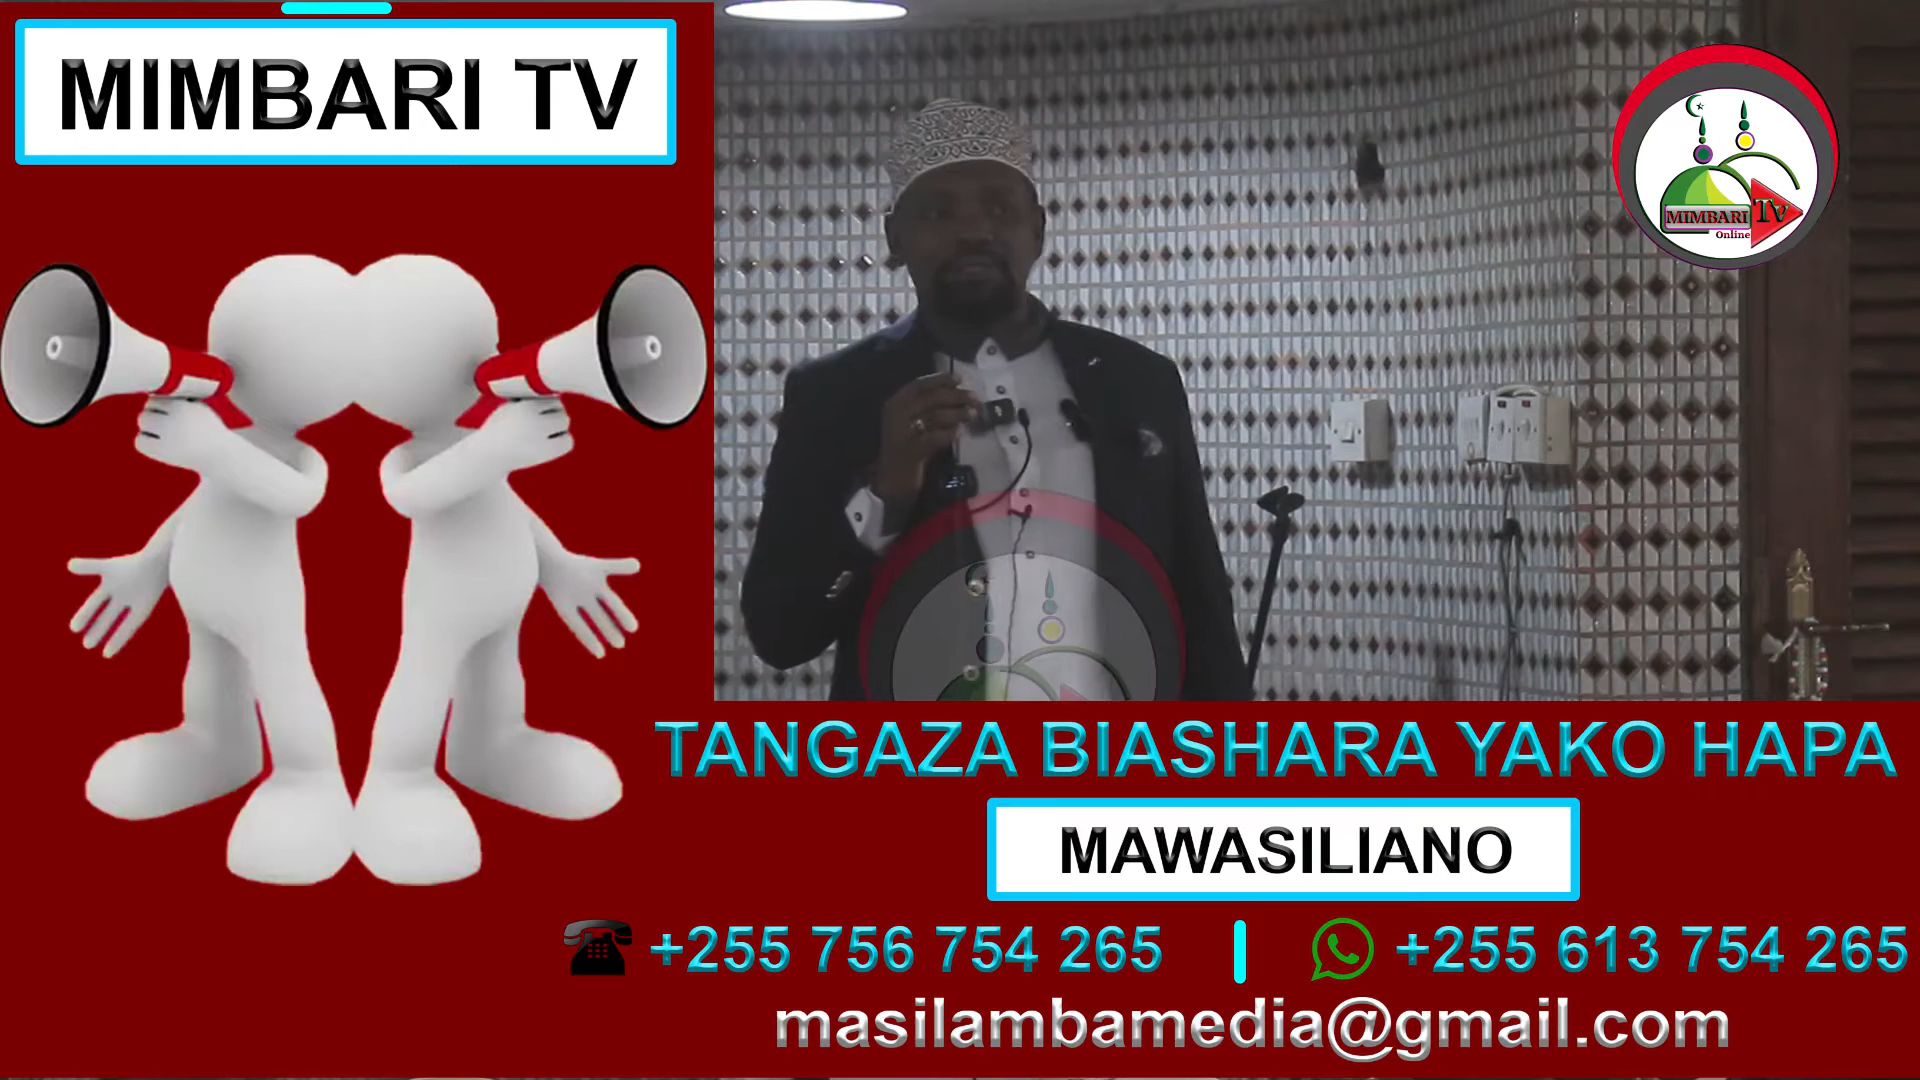 MIMBARI TV
MIMBARI TV
Online
TANGAZA BIASHARA YAKO HAPA
MAWASILIANO
+255 756 754 265
+255 613 754 265
masilambamedia@gmail.com